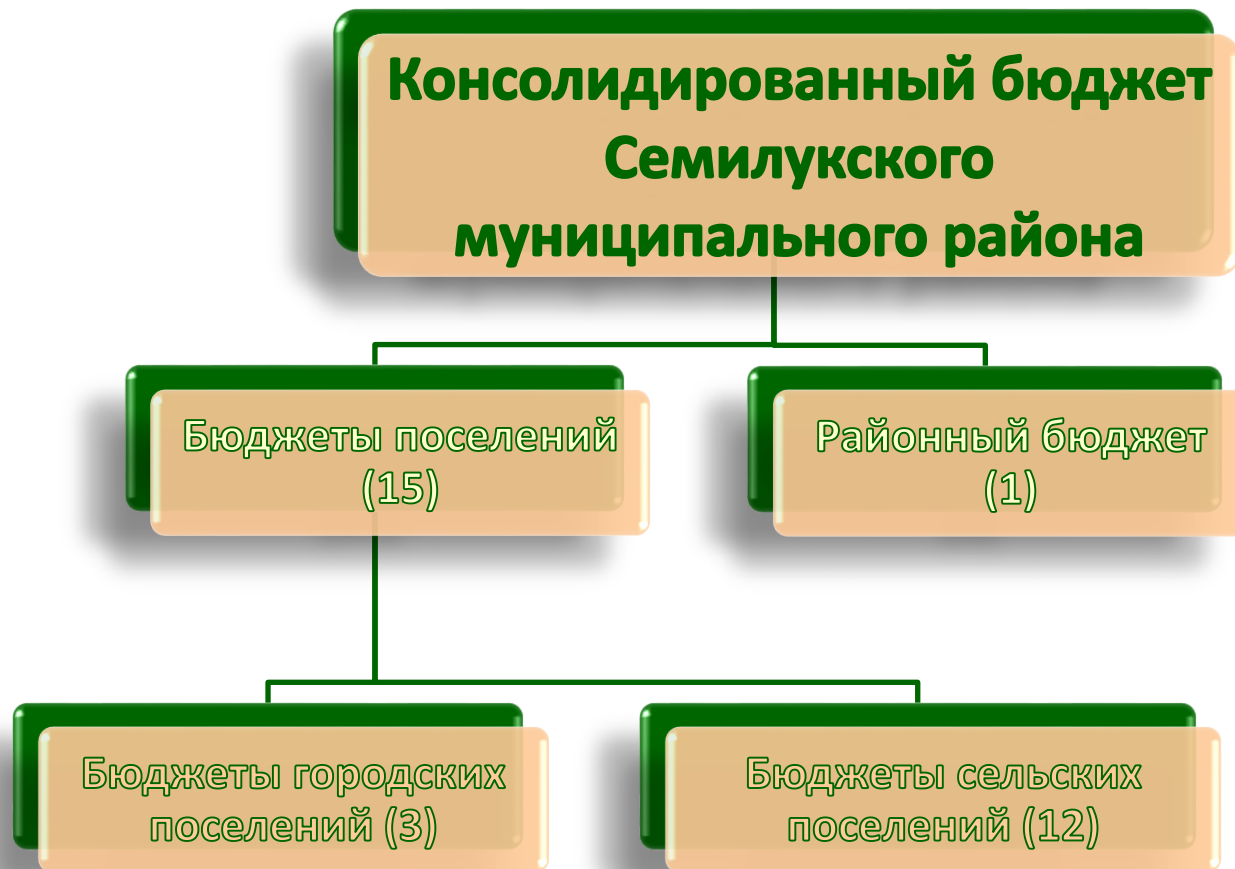 Консолидированный бюджет
Семилукского
муниципального района
Бюджеты поселений
(15)
Районный бюджет
(1)
Бюджеты городских
поселений (3)
Бюджеты сельских
поселений (12)